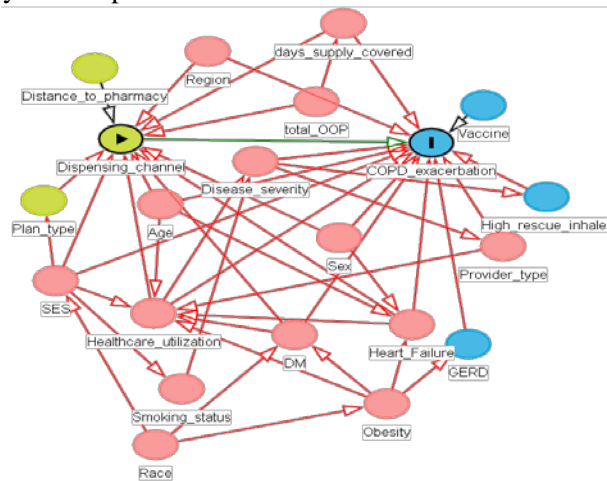 days_supply_covered
Region
Distance_to_pharmacy
total_OOP
Vaccine
Dispensing_channel
COPD_exacerbation
Disease_severity
High_rescue_inhale
Plan_type
Age
Sex
Provider_type
SES
Healthcare_utilization
DM
Heart_Failure
GERD
Smoking_status
Obesity
Race